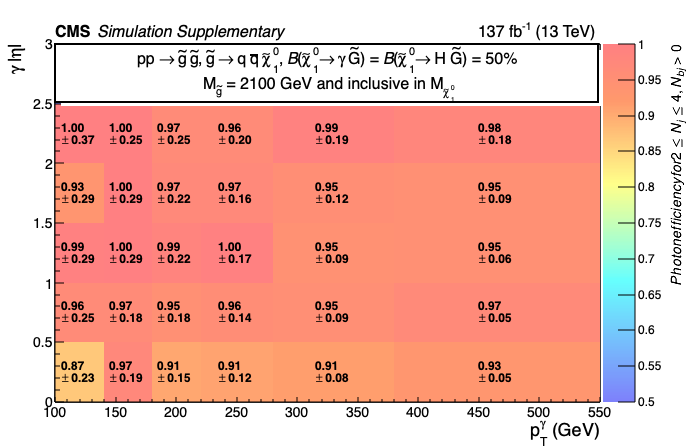 CMS Simulation Supplementary 137 fb⁻¹ (13 TeV)
pp → g̃ g̃, g̃ → q q̄ χ̃⁰₁, B(χ̃⁰₁ → γ G̃) = B(χ̃⁰₁ → H G̃) = 50%
M_g̃ = 2100 GeV and inclusive in M_χ̃⁰₁
γ |η|
3
2.5
2
1.5
1
0.5
0
1.00 1.00 0.97 0.96 0.99 0.98
± 0.37 ± 0.25 ± 0.25 ± 0.20 ± 0.19 ± 0.18
0.93 1.00 0.97 0.97 0.95 0.95
± 0.29 ± 0.29 ± 0.22 ± 0.16 ± 0.12 ± 0.09
0.99 1.00 0.99 1.00 0.95 0.95
± 0.29 ± 0.29 ± 0.22 ± 0.17 ± 0.09 ± 0.06
0.96 0.97 0.95 0.96 0.95 0.97
± 0.25 ± 0.18 ± 0.18 ± 0.14 ± 0.09 ± 0.05
0.87 0.97 0.91 0.91 0.91 0.93
± 0.23 ± 0.19 ± 0.15 ± 0.12 ± 0.08 ± 0.05
100 150 200 250 300 350 400 450 500 550
p_T^γ (GeV)
1
0.95
0.9
0.85
0.8
0.75
0.7
0.65
0.6
0.55
0.5
Photonefficiencyfor2 ≤ N_j ≤ 4, N_bj > 0